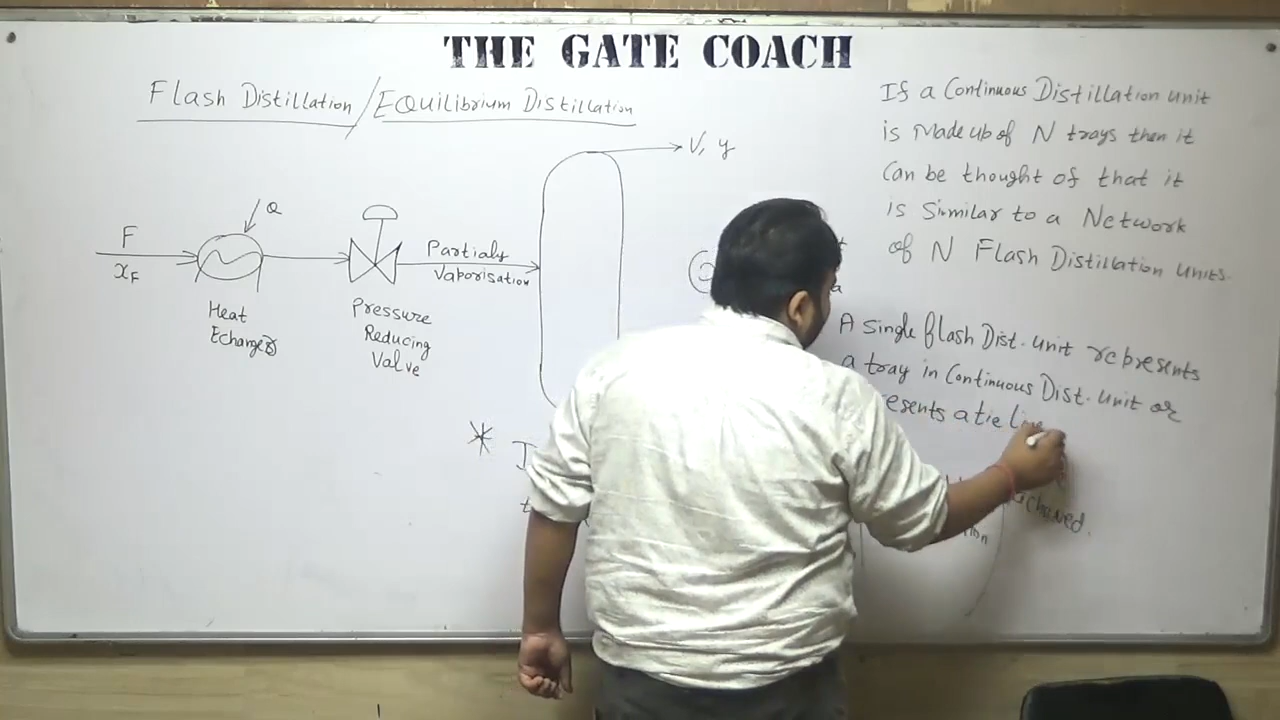 THE GATE COACH
Flash Distillation/Equilibrium Distillation
V, y
Q
F
xF
Partialy
Vaporisation
Heat
Echanger
Pressure
Reducing
Valve
If a Continuous Distillation unit
is Made up of N trays then it
Can be thought of that it
is Similar to a Network
of N Flash Distillation units.
A single flash Dist. unit represents
a tray in Continuous Dist. unit or
esents a tie Line